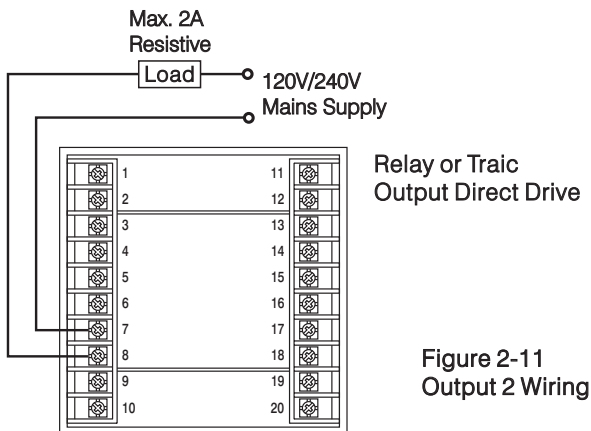 Max. 2A
Resistive
Load
120V/240V
Mains Supply
Relay or Traic
Output Direct Drive
1 11
2 12
3 13
4 14
5 15
6 16
7 17
8 18
9 19
10 20
Figure 2-11
Output 2 Wiring